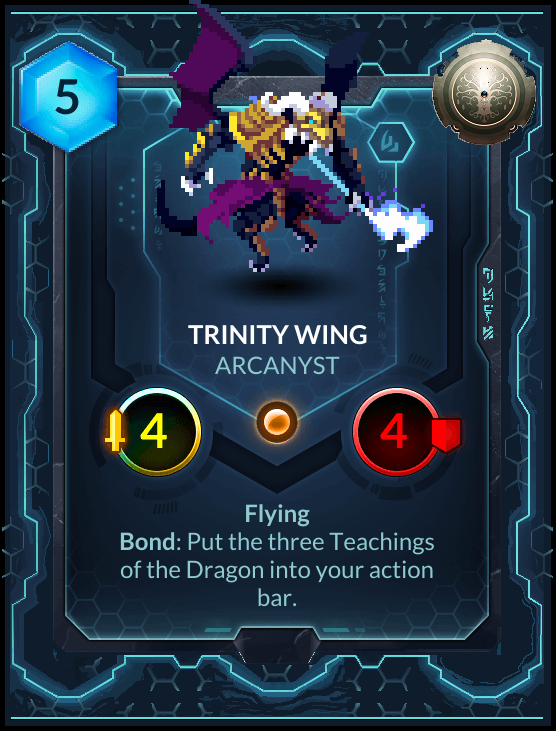 5
TRINITY WING
ARCANYST
4
4
Flying
Bond: Put the three Teachings
of the Dragon into your action
bar.